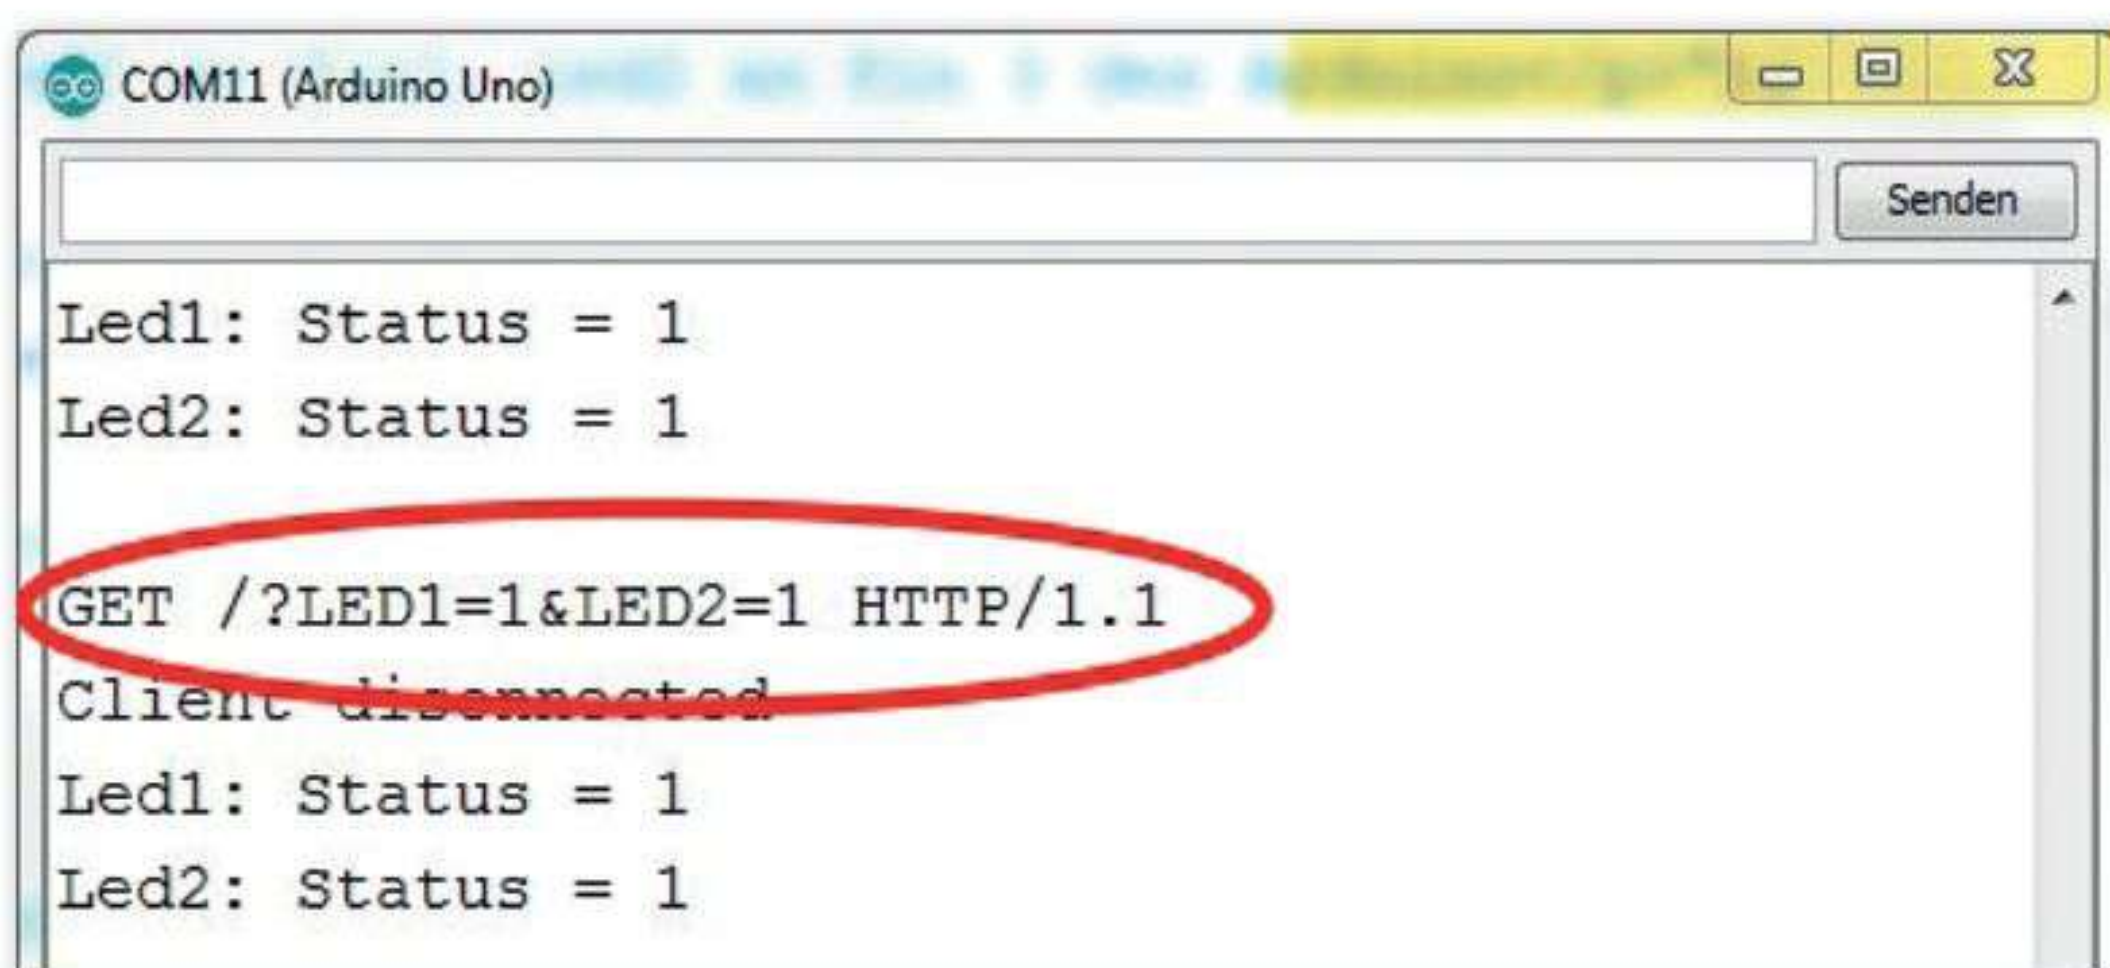 COM11 (Arduino Uno)
Senden
Led1: Status = 1
Led2: Status = 1
GET /?LED1=1&LED2=1 HTTP/1.1
Client disconnected
Led1: Status = 1
Led2: Status = 1